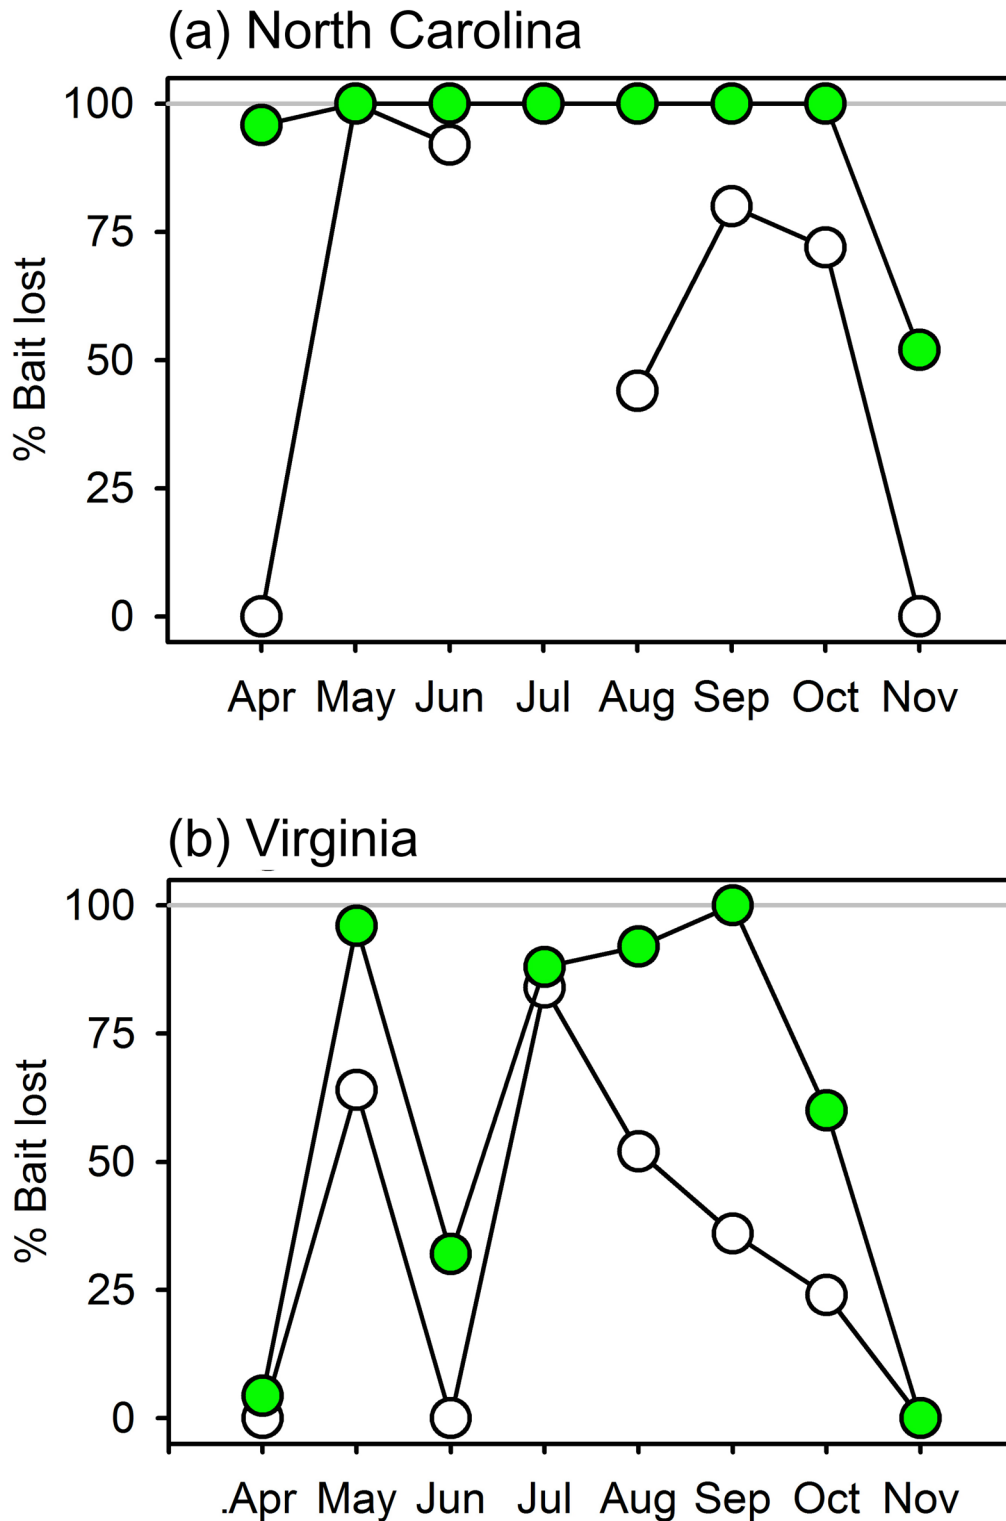 (a) North Carolina
% Bait lost
100
75
50
25
0
Apr May Jun Jul Aug Sep Oct Nov
(b) Virginia
% Bait lost
100
75
50
25
0
.Apr May Jun Jul Aug Sep Oct Nov